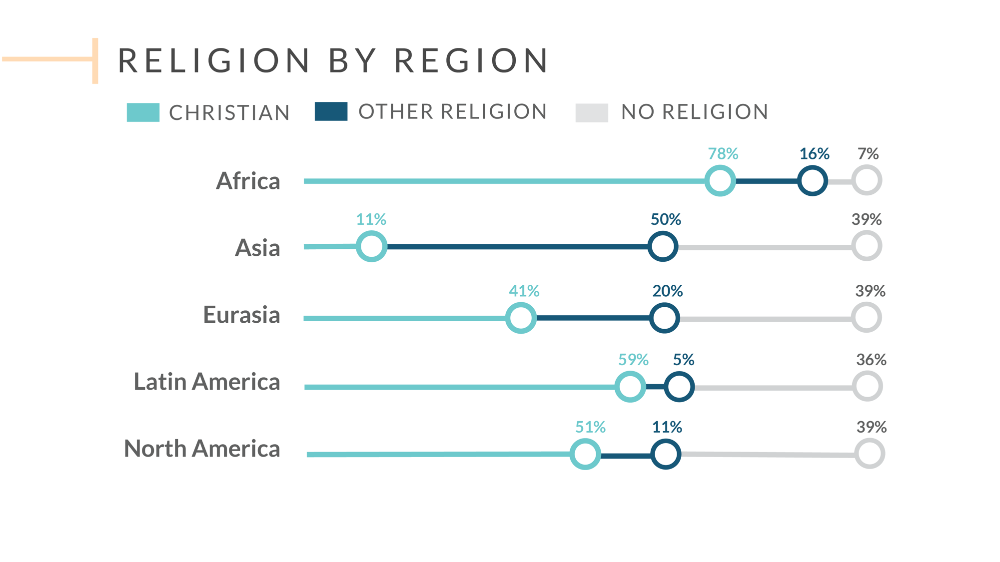 RELIGION BY REGION
CHRISTIAN OTHER RELIGION NO RELIGION
78% 16% 7%
Africa
11% 50% 39%
Asia
41% 20% 39%
Eurasia
59% 5% 36%
Latin America
51% 11% 39%
North America